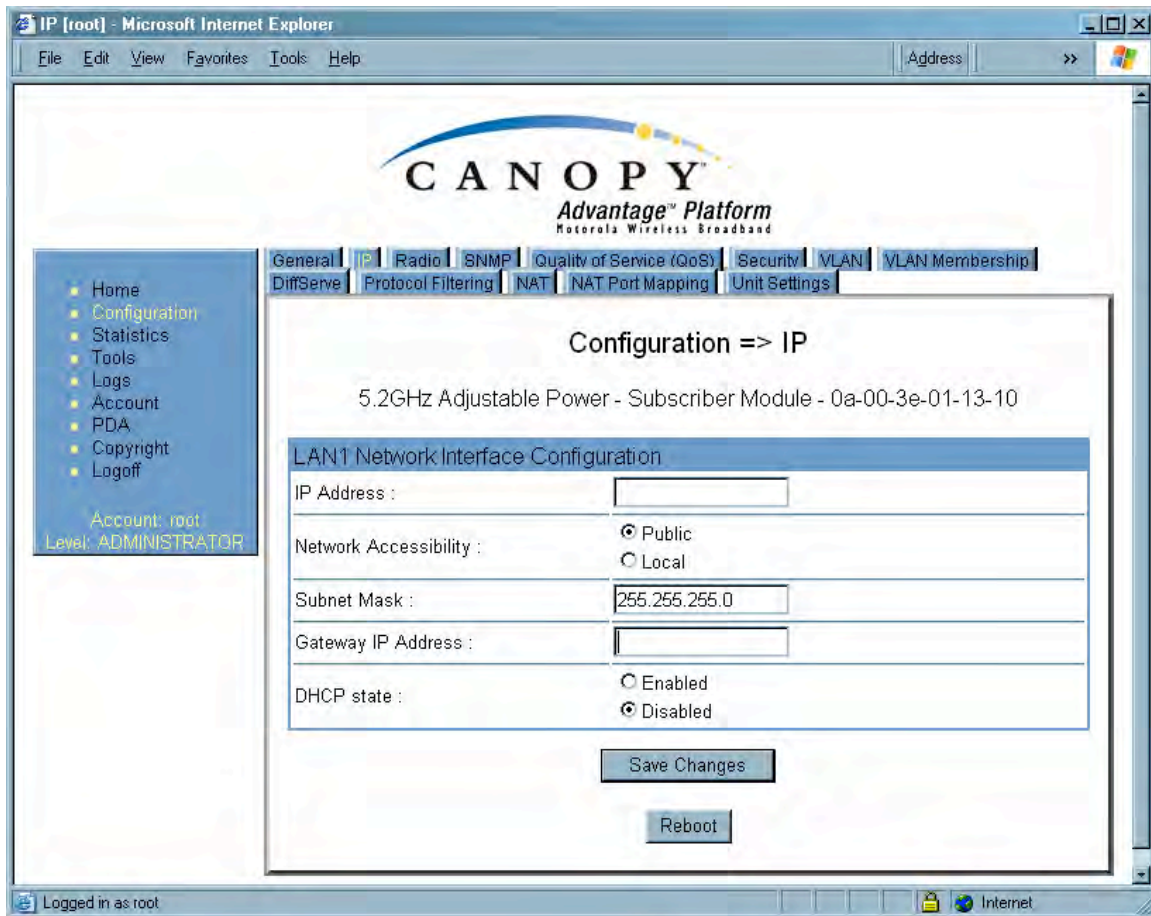 IP [root] - Microsoft Internet Explorer
File Edit View Favorites Tools Help Address »
CANOPY™
Advantage™ Platform
Motorola Wireless Broadband
General IP Radio SNMP Quality of Service (QoS) Security VLAN VLAN Membership
DiffServe Protocol Filtering NAT NAT Port Mapping Unit Settings
Home
Configuration
Statistics
Tools
Logs
Account
PDA
Copyright
Logoff
Account: root
Level: ADMINISTRATOR
Configuration => IP
5.2GHz Adjustable Power - Subscriber Module - 0a-00-3e-01-13-10
LAN1 Network Interface Configuration
IP Address :
Network Accessibility :
Public
Local
Subnet Mask : 255.255.255.0
Gateway IP Address :
DHCP state :
Enabled
Disabled
Save Changes
Reboot
Logged in as root Internet